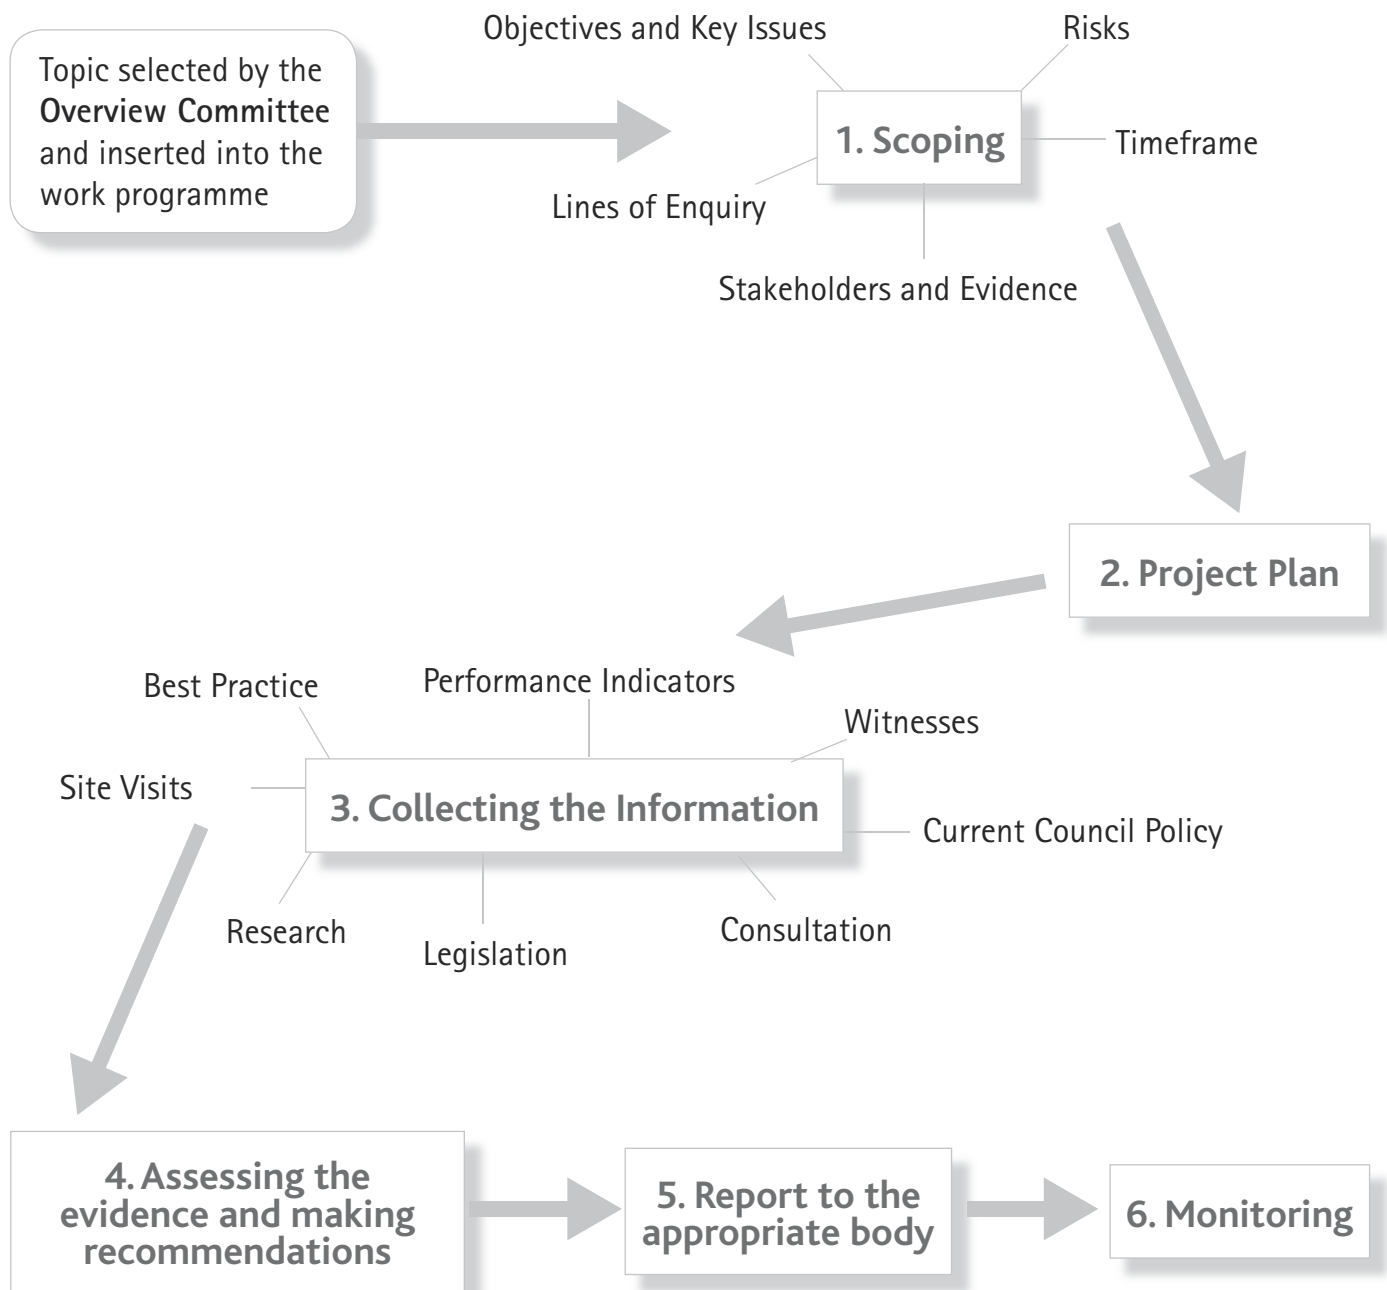 Topic selected by the
Overview Committee
and inserted into the
work programme
Objectives and Key Issues
Risks
1. Scoping
Timeframe
Lines of Enquiry
Stakeholders and Evidence
2. Project Plan
Best Practice
Performance Indicators
Witnesses
Site Visits
3. Collecting the Information
Current Council Policy
Research
Legislation
Consultation
4. Assessing the
evidence and making
recommendations
5. Report to the
appropriate body
6. Monitoring